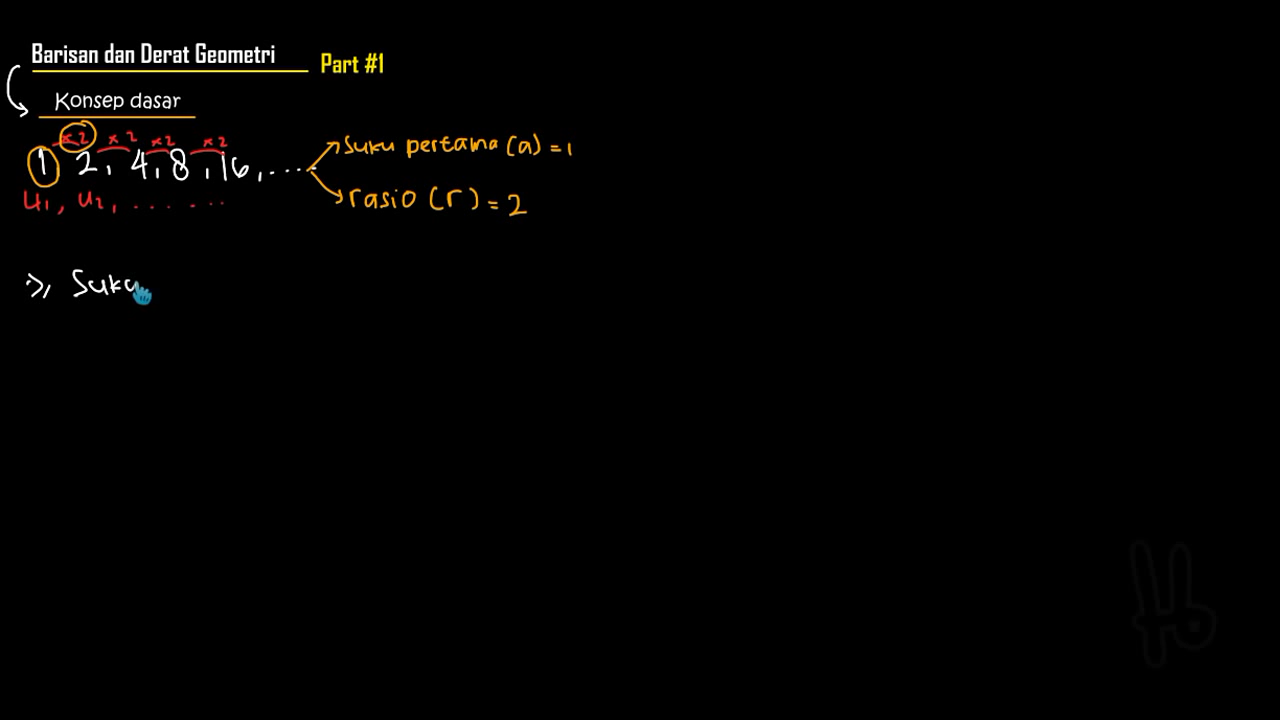 Barisan dan Derat Geometri
Part #1
Konsep dasar
×2 ×2 ×2 ×2
1 2, 4, 8, 16, ....
Suku pertama (a) = 1
rasio (r) = 2
U1, U2, ......
Suku